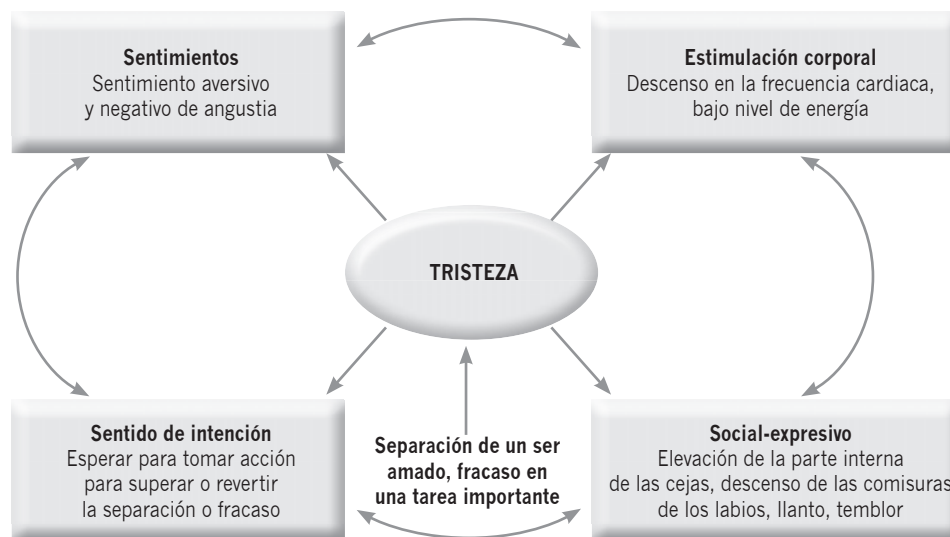 Sentimientos
Sentimiento aversivo
y negativo de angustia
Estimulación corporal
Descenso en la frecuencia cardiaca,
bajo nivel de energía
TRISTEZA
Sentido de intención
Esperar para tomar acción
para superar o revertir
la separación o fracaso
Separación de un ser
amado, fracaso en
una tarea importante
Social-expresivo
Elevación de la parte interna
de las cejas, descenso de las comisuras
de los labios, llanto, temblor